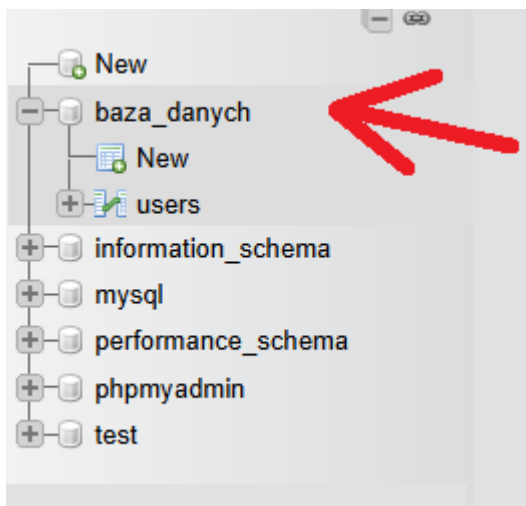 New
baza_danych
New
users
information_schema
mysql
performance_schema
phpmyadmin
test